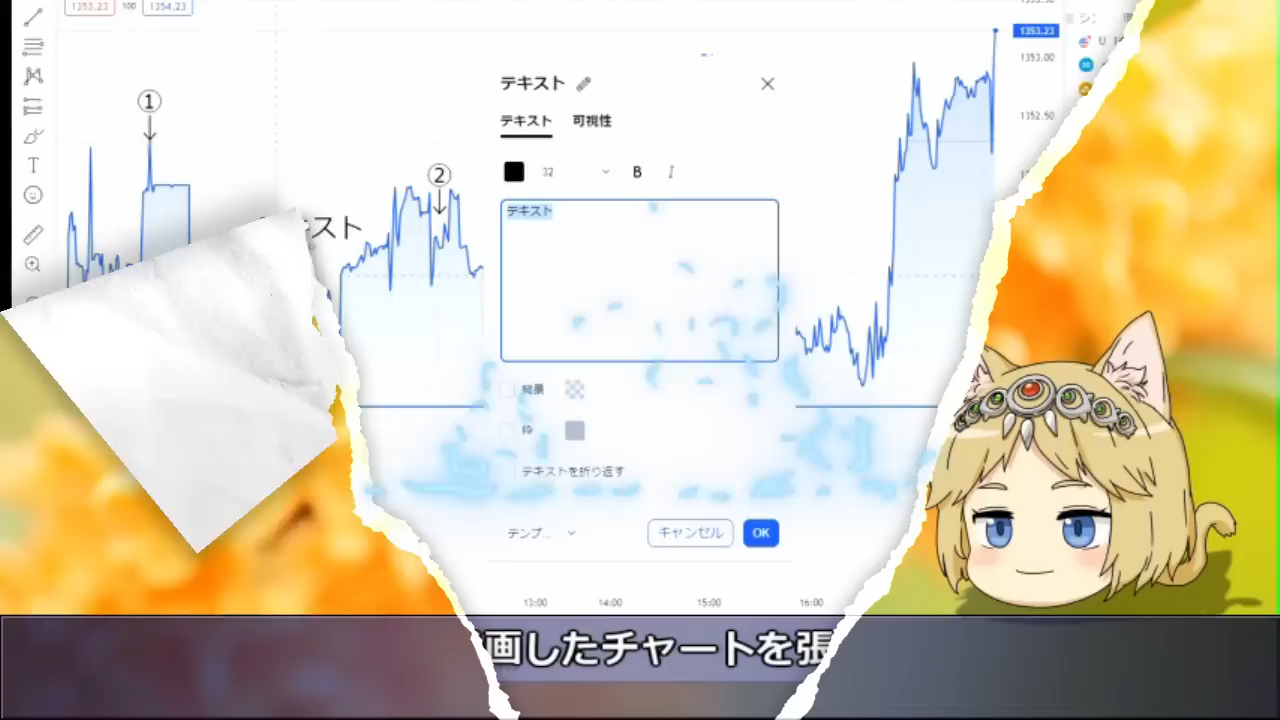 1353.23 100 1354.23
1353.23
1353.00
1352.50
①
②
スト
テキスト
テキスト 可視性
32 B I
テキスト
背景
枠
テキストを折り返す
テンプ...
キャンセル OK
13:00 14:00 15:00 16:00
画したチャートを張